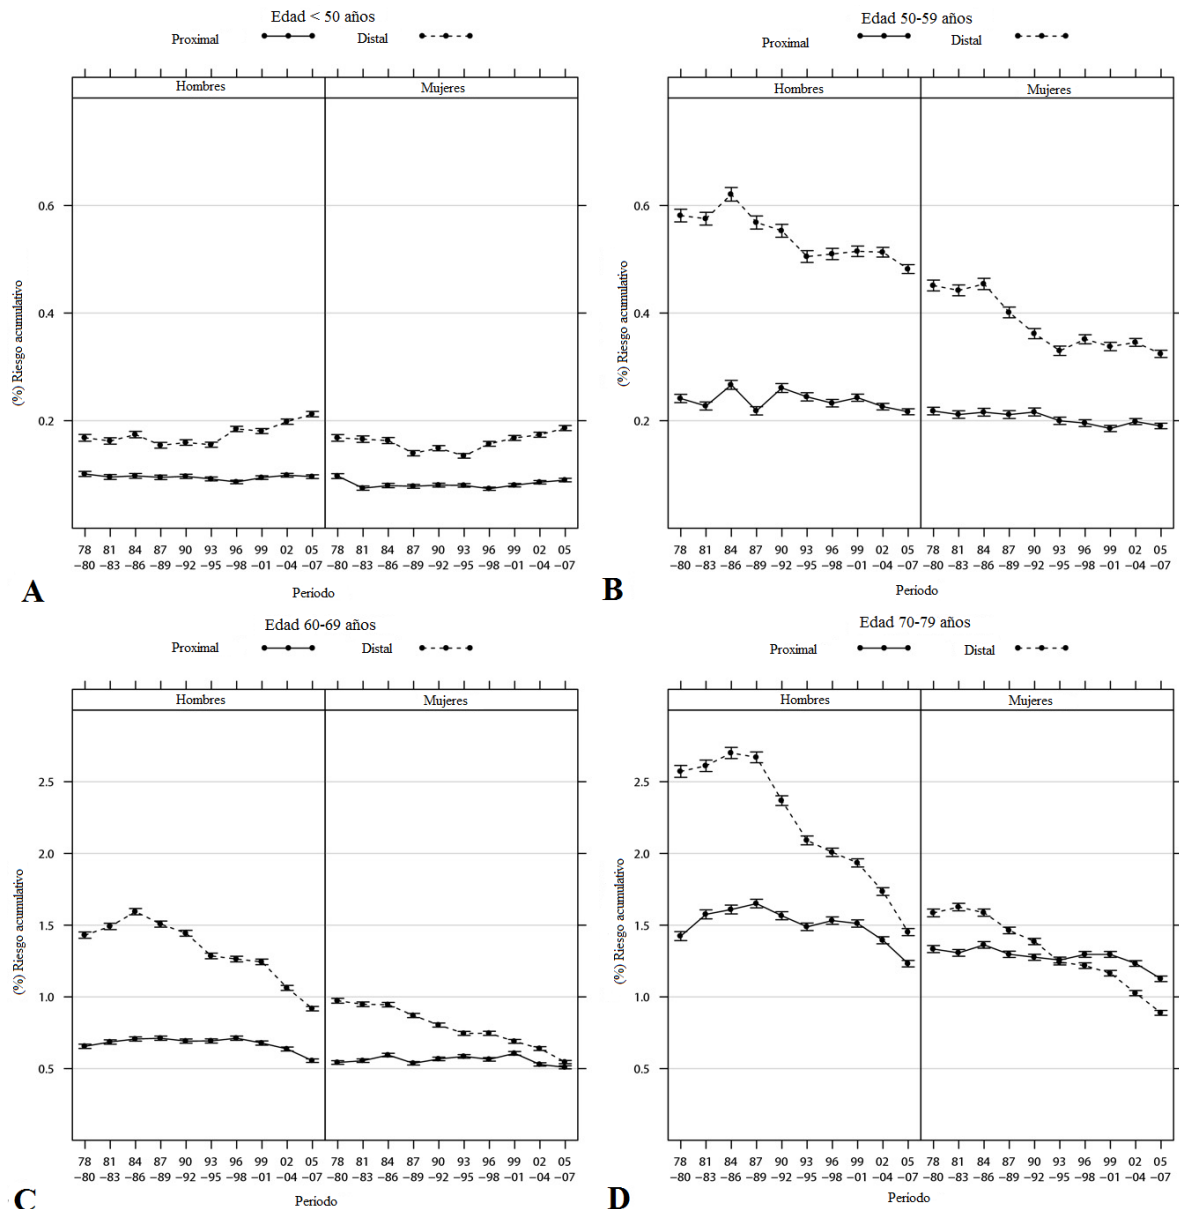 Edad < 50 años
Proximal Distal
Hombres Mujeres
0.6
0.4
0.2
(%) Riesgo acumulativo
78 81 84 87 90 93 96 99 02 05 78 81 84 87 90 93 96 99 02 05
–80 –83 –86 –89 –92 –95 –98 –01 –04 –07 –80 –83 –86 –89 –92 –95 –98 –01 –04 –07
Periodo
A
Edad 50-59 años
Proximal Distal
Hombres Mujeres
0.6
0.4
0.2
(%) Riesgo acumulativo
78 81 84 87 90 93 96 99 02 05 78 81 84 87 90 93 96 99 02 05
–80 –83 –86 –89 –92 –95 –98 –01 –04 –07 –80 –83 –86 –89 –92 –95 –98 –01 –04 –07
Periodo
B
Edad 60-69 años
Proximal Distal
Hombres Mujeres
2.5
2.0
1.5
1.0
0.5
(%) Riesgo acumulativo
78 81 84 87 90 93 96 99 02 05 78 81 84 87 90 93 96 99 02 05
–80 –83 –86 –89 –92 –95 –98 –01 –04 –07 –80 –83 –86 –89 –92 –95 –98 –01 –04 –07
Periodo
C
Edad 70-79 años
Proximal Distal
Hombres Mujeres
2.5
2.0
1.5
1.0
0.5
(%) Riesgo acumulativo
78 81 84 87 90 93 96 99 02 05 78 81 84 87 90 93 96 99 02 05
–80 –83 –86 –89 –92 –95 –98 –01 –04 –07 –80 –83 –86 –89 –92 –95 –98 –01 –04 –07
Periodo
D